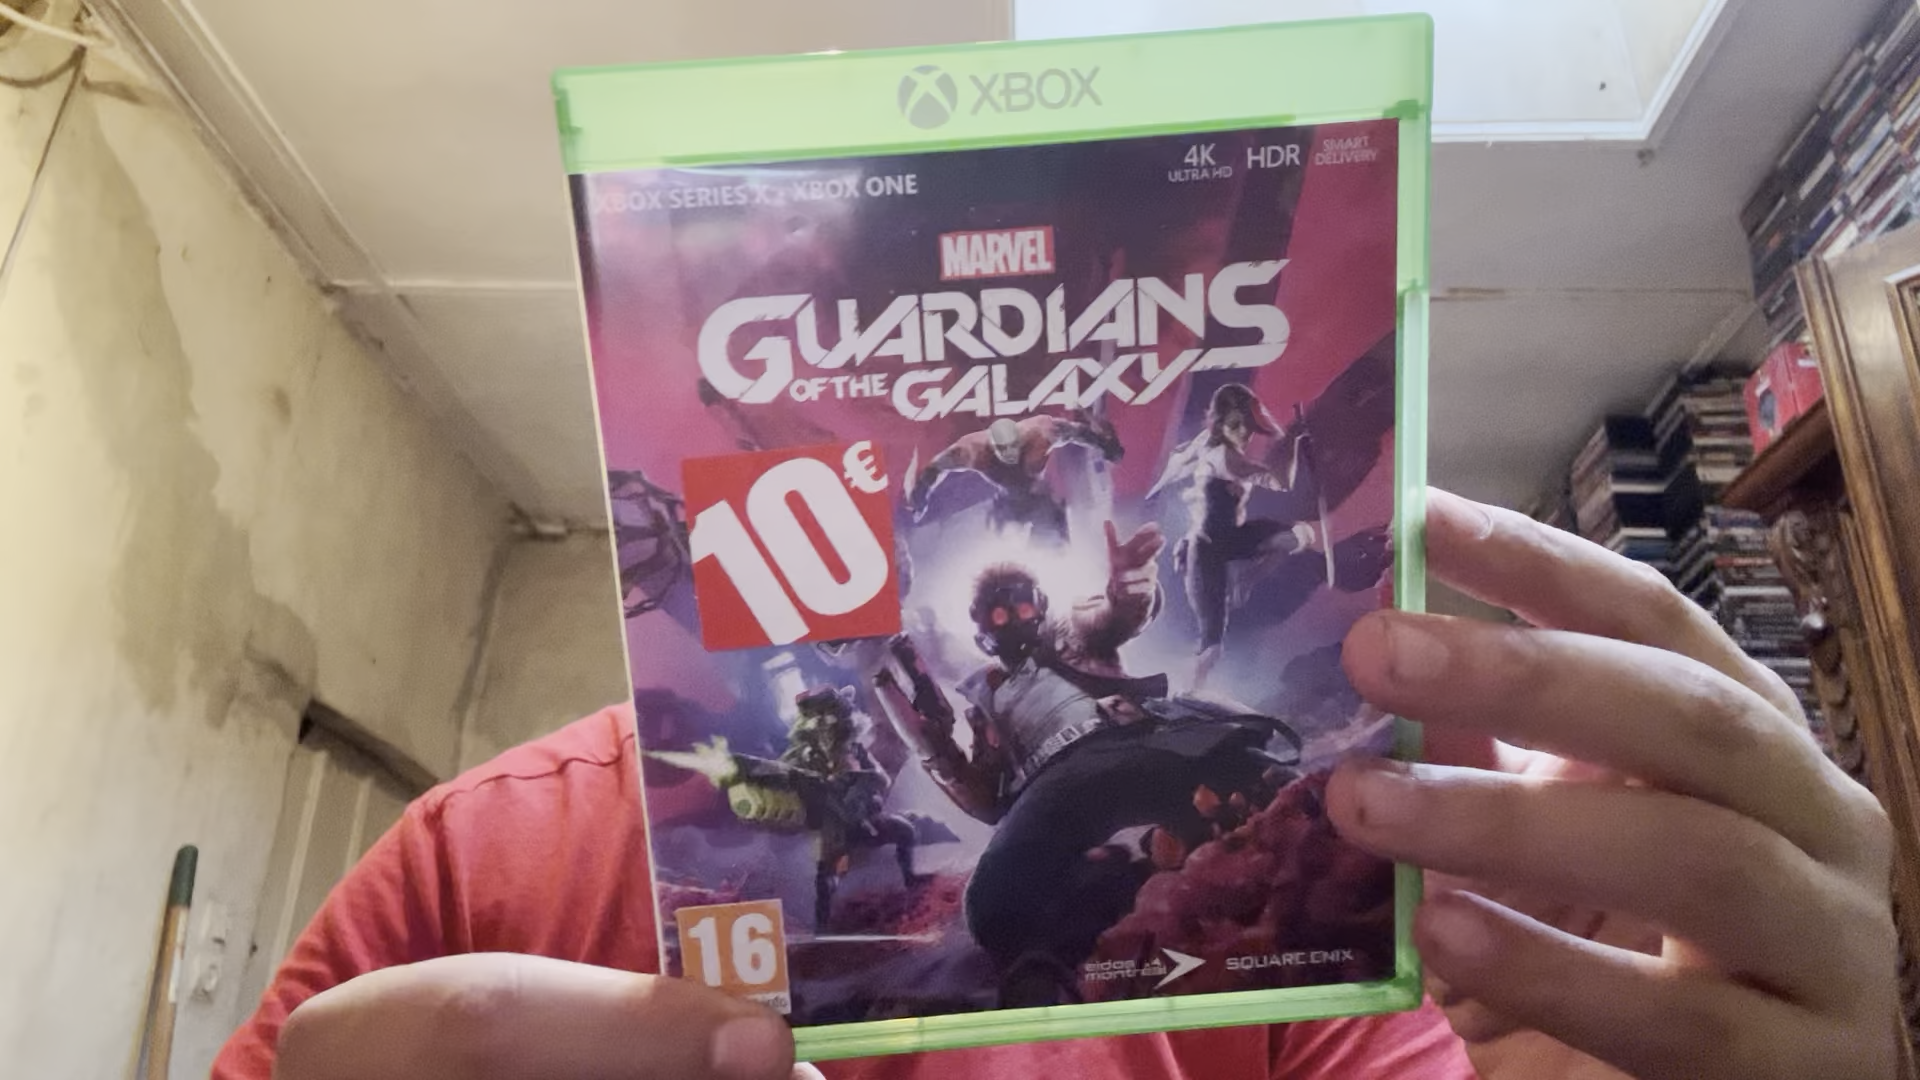 XBOX
XBOX SERIES X • XBOX ONE
4K
ULTRA HD
HDR
SMART
DELIVERY
MARVEL
GUARDIANS
OF THE GALAXY
10€
16
eidos
montréal
SQUARE ENIX